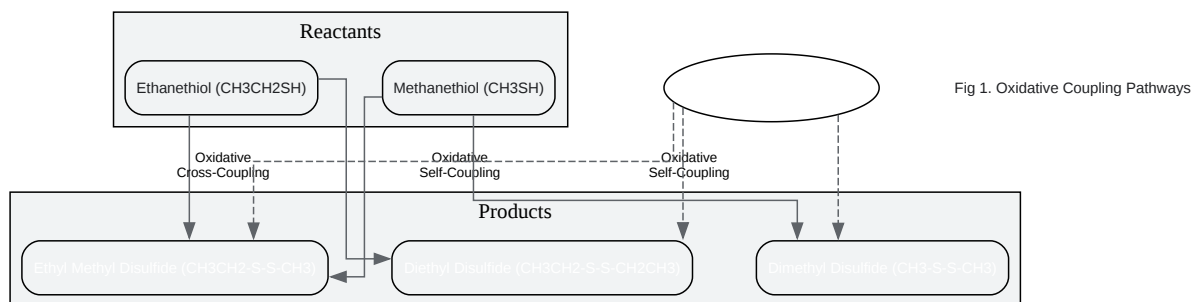 Reactants
Ethanethiol (CH3CH2SH)
Methanethiol (CH3SH)
Fig 1. Oxidative Coupling Pathways
Oxidative
Cross-Coupling
Oxidative
Self-Coupling
Oxidative
Self-Coupling
Products
Ethyl Methyl Disulfide (CH3CH2-S-S-CH3)
Diethyl Disulfide (CH3CH2-S-S-CH2CH3)
Dimethyl Disulfide (CH3-S-S-CH3)